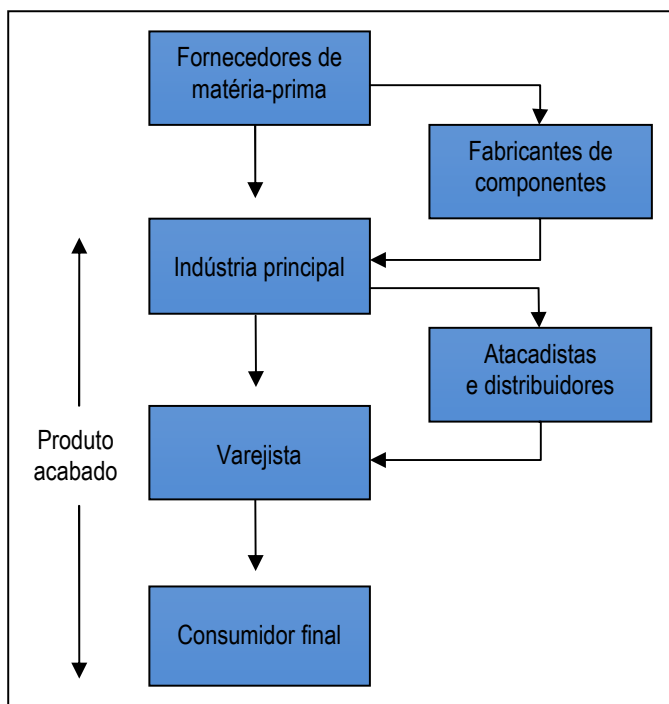 Fornecedores de
matéria-prima
Fabricantes de
componentes
Indústria principal
Atacadistas
e distribuidores
Produto
acabado
Varejista
Consumidor final